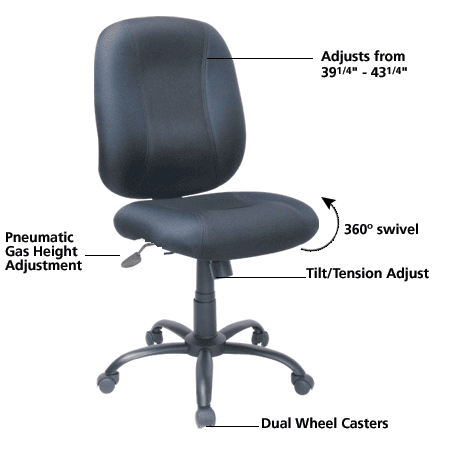 Adjusts from
39 1/4" - 43 1/4"
360º swivel
Pneumatic
Gas Height
Adjustment
Tilt/Tension Adjust
Dual Wheel Casters